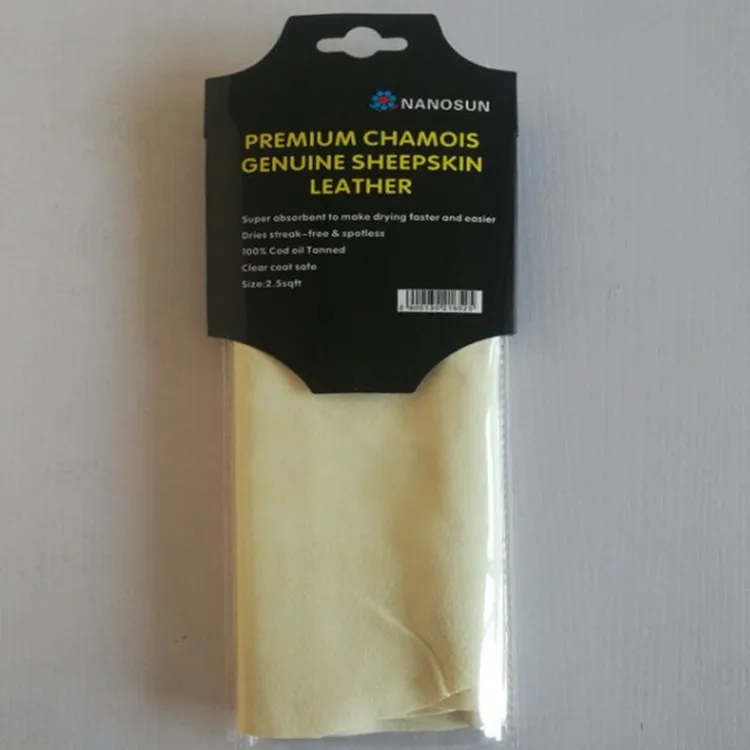 NANOSUN
PREMIUM CHAMOIS
GENUINE SHEEPSKIN
LEATHER
Super absorbent to make drying faster and easier
Dries streak-free & spotless
100% Cod oil Tanned
Clear coat safe
Size:2.5sqft